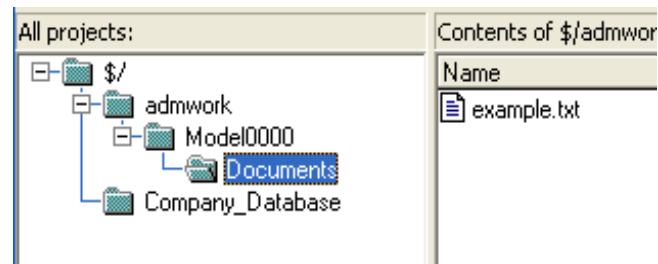 All projects:
$/
admwork
Model0000
Documents
Company_Database
Contents of $/admwor
Name
example.txt